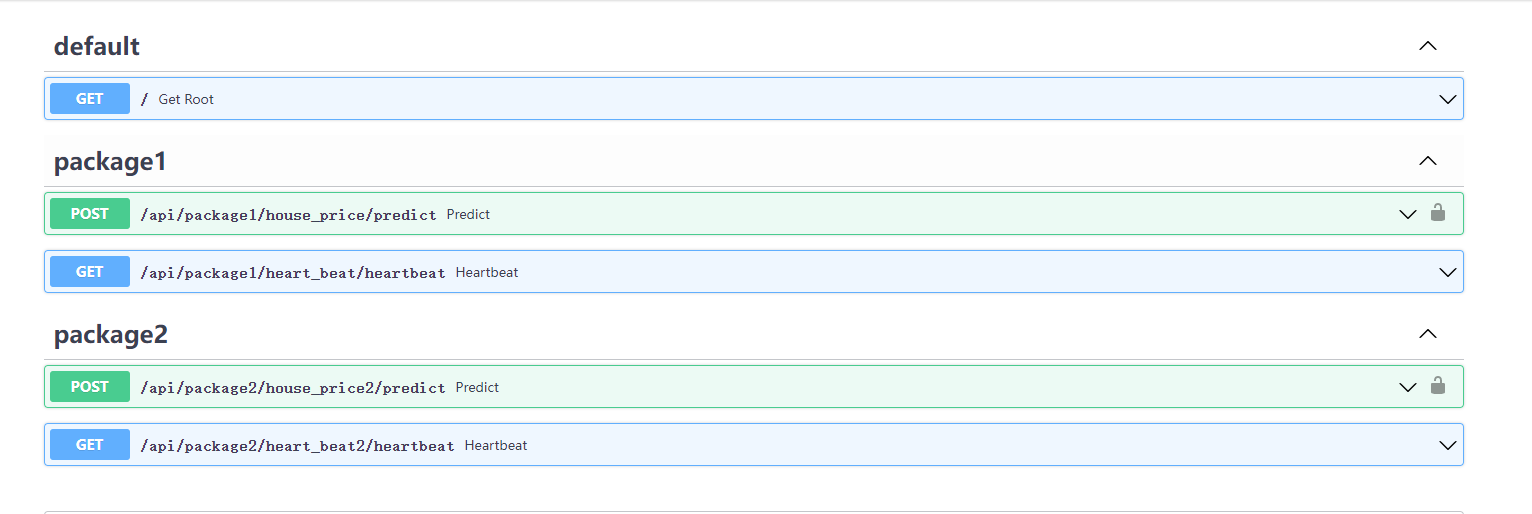 default
GET / Get Root
package1
POST /api/package1/house_price/predict Predict
GET /api/package1/heart_beat/heartbeat Heartbeat
package2
POST /api/package2/house_price2/predict Predict
GET /api/package2/heart_beat2/heartbeat Heartbeat